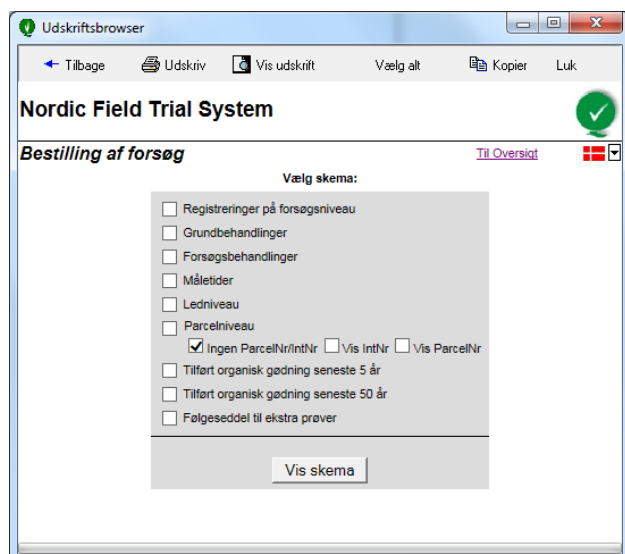 Udskriftsbrowser
Tilbage Udskriv Vis udskrift Vælg alt Kopier Luk
Nordic Field Trial System
Bestilling af forsøg Til Oversigt
Vælg skema:
Registreringer på forsøgsniveau
Grundbehandlinger
Forsøgsbehandlinger
Måletider
Ledniveau
Parcelniveau
Ingen ParcelNr/IntNr Vis IntNr Vis ParcelNr
Tilført organisk gødning seneste 5 år
Tilført organisk gødning seneste 50 år
Følgeseddel til ekstra prøver
Vis skema